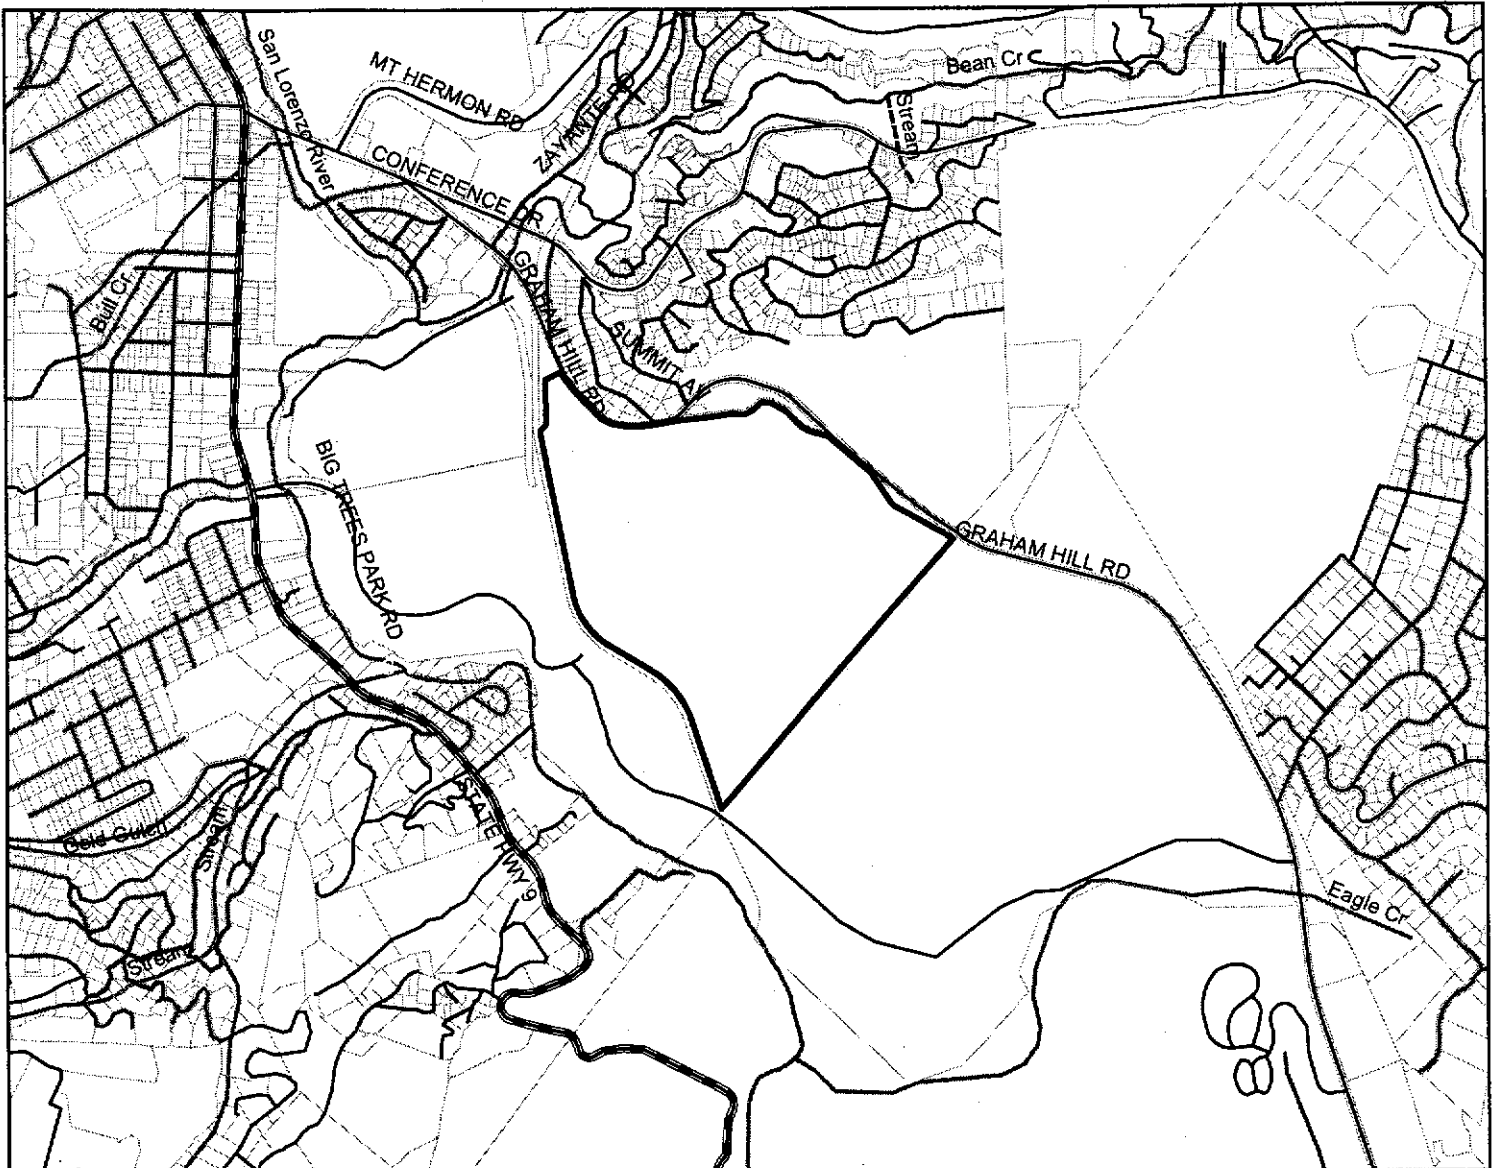 San Lorenzo River
MT HERMON RD
ZAYANTE RD
Bean Cr
Stream
CONFERENCE DR
GRAHAM HILL RD
Bull Cr
SUMMIT AV
BIG TREES PARK RD
GRAHAM HILL RD
STATE HWY 9
Gold Gulch
Stream
Stream
Eagle Cr